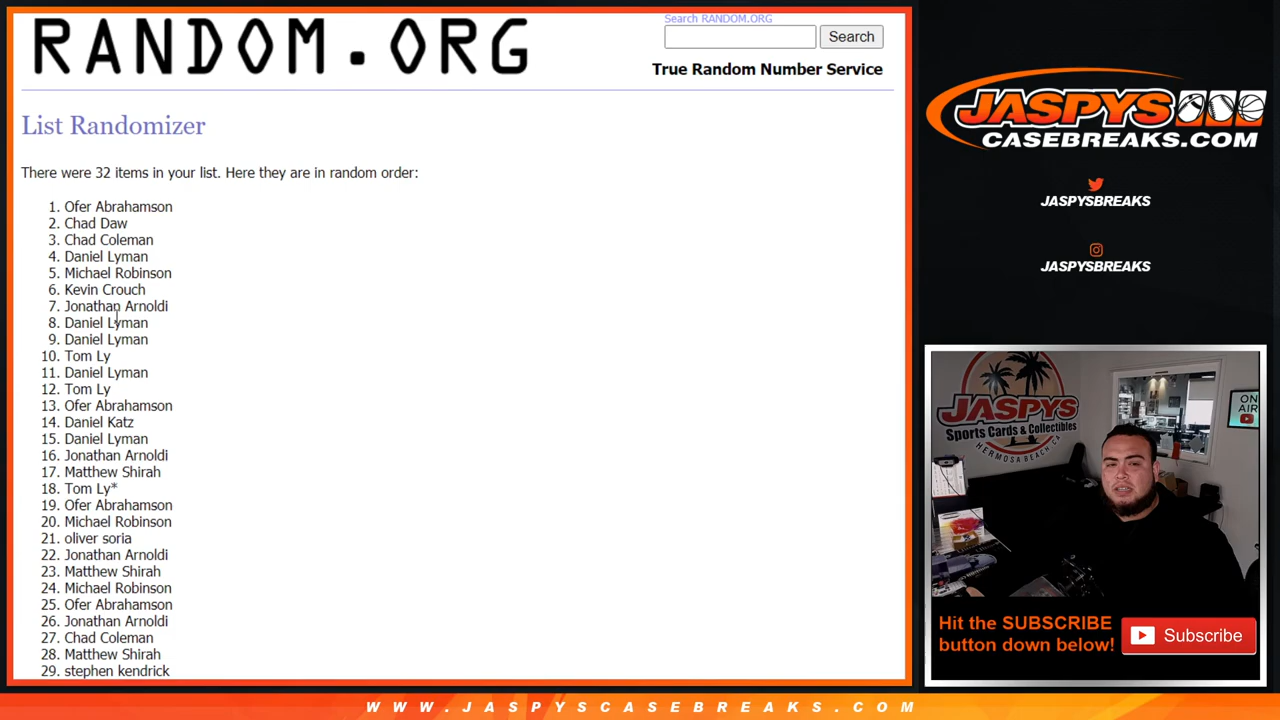 RANDOM.ORG
Search RANDOM.ORG
Search
True Random Number Service
List Randomizer
There were 32 items in your list. Here they are in random order:
1. Ofer Abrahamson
2. Chad Daw
3. Chad Coleman
4. Daniel Lyman
5. Michael Robinson
6. Kevin Crouch
7. Jonathan Arnoldi
8. Daniel Lyman
9. Daniel Lyman
10. Tom Ly
11. Daniel Lyman
12. Tom Ly
13. Ofer Abrahamson
14. Daniel Katz
15. Daniel Lyman
16. Jonathan Arnoldi
17. Matthew Shirah
18. Tom Ly*
19. Ofer Abrahamson
20. Michael Robinson
21. oliver soria
22. Jonathan Arnoldi
23. Matthew Shirah
24. Michael Robinson
25. Ofer Abrahamson
26. Jonathan Arnoldi
27. Chad Coleman
28. Matthew Shirah
29. stephen kendrick
JASPYS
CASEBREAKS.COM
JASPYSBREAKS
JASPYSBREAKS
JASPYS
Sports Cards & Collectibles
HERMOSA BEACH, CA
ON
AIR
Hit the SUBSCRIBE
button down below!
Subscribe
WWW.JASPYSCASEBREAKS.COM